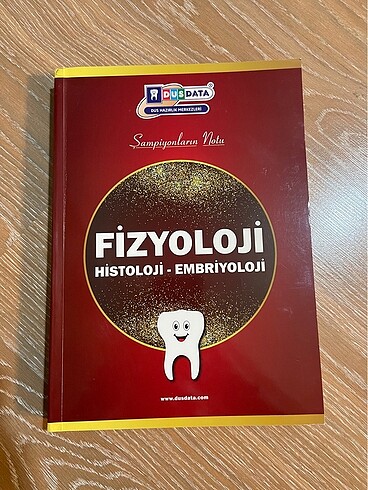 DUSDATA
DUS HAZIRLIK MERKEZLERİ
Şampiyonların Notu
FİZYOLOJİ
HİSTOLOJİ - EMBRİYOLOJİ
www.dusdata.com